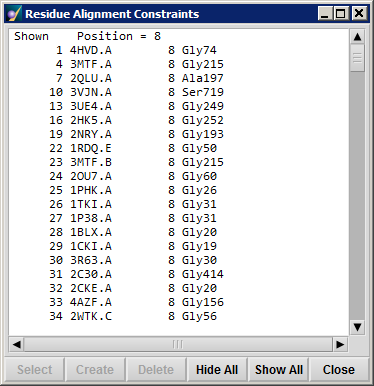 Residue Alignment Constraints
Shown Position = 8
1 4HVD.A 8 Gly74
4 3MTF.A 8 Gly215
7 2QLU.A 8 Ala197
10 3VJN.A 8 Ser719
13 3UE4.A 8 Gly249
16 2HK5.A 8 Gly252
19 2NRY.A 8 Gly193
22 1RDQ.E 8 Gly50
23 3MTF.B 8 Gly215
24 2OU7.A 8 Gly60
25 1PHK.A 8 Gly26
26 1TKI.A 8 Gly31
27 1P38.A 8 Gly31
28 1BLX.A 8 Gly20
29 1CKI.A 8 Gly19
30 3R63.A 8 Gly30
31 2C30.A 8 Gly414
32 2CKE.A 8 Gly20
33 4AZF.A 8 Gly156
34 2WTK.C 8 Gly56
Select Create Delete Hide All Show All Close